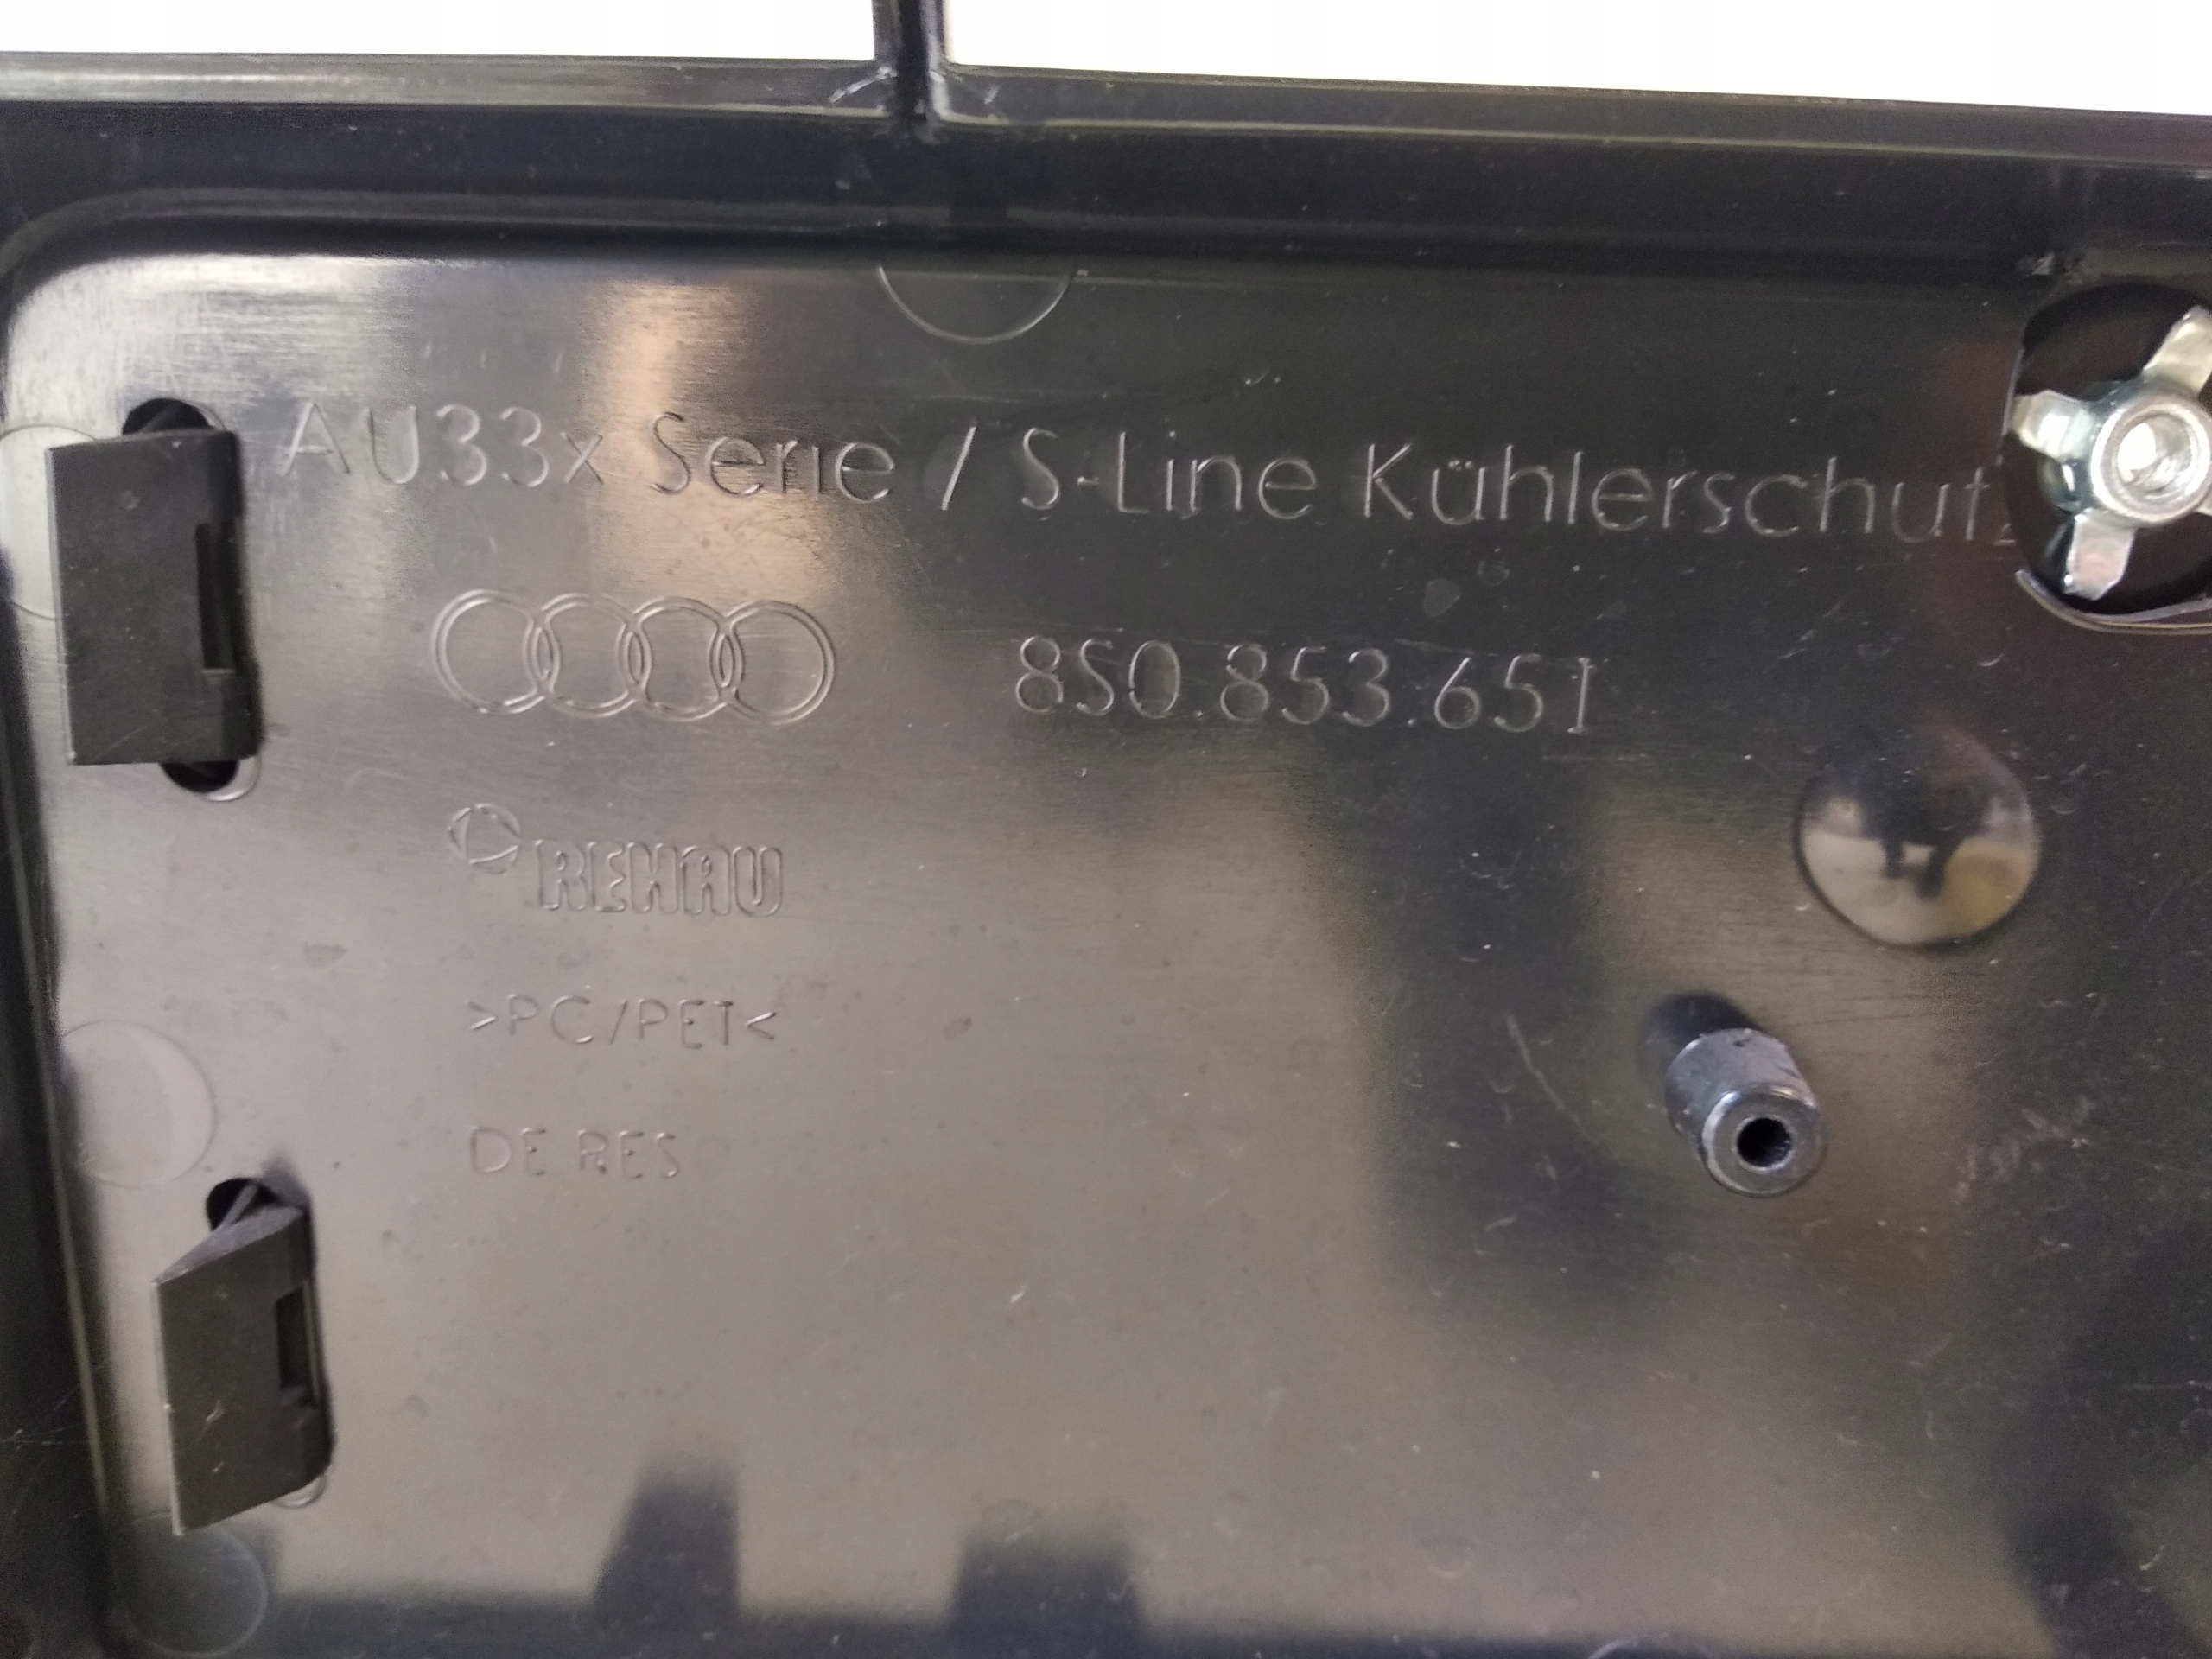 AU33x Serie / S-Line Kühlerschutz
8S0.853.651
REHAU
>PC/PET<
DE RES